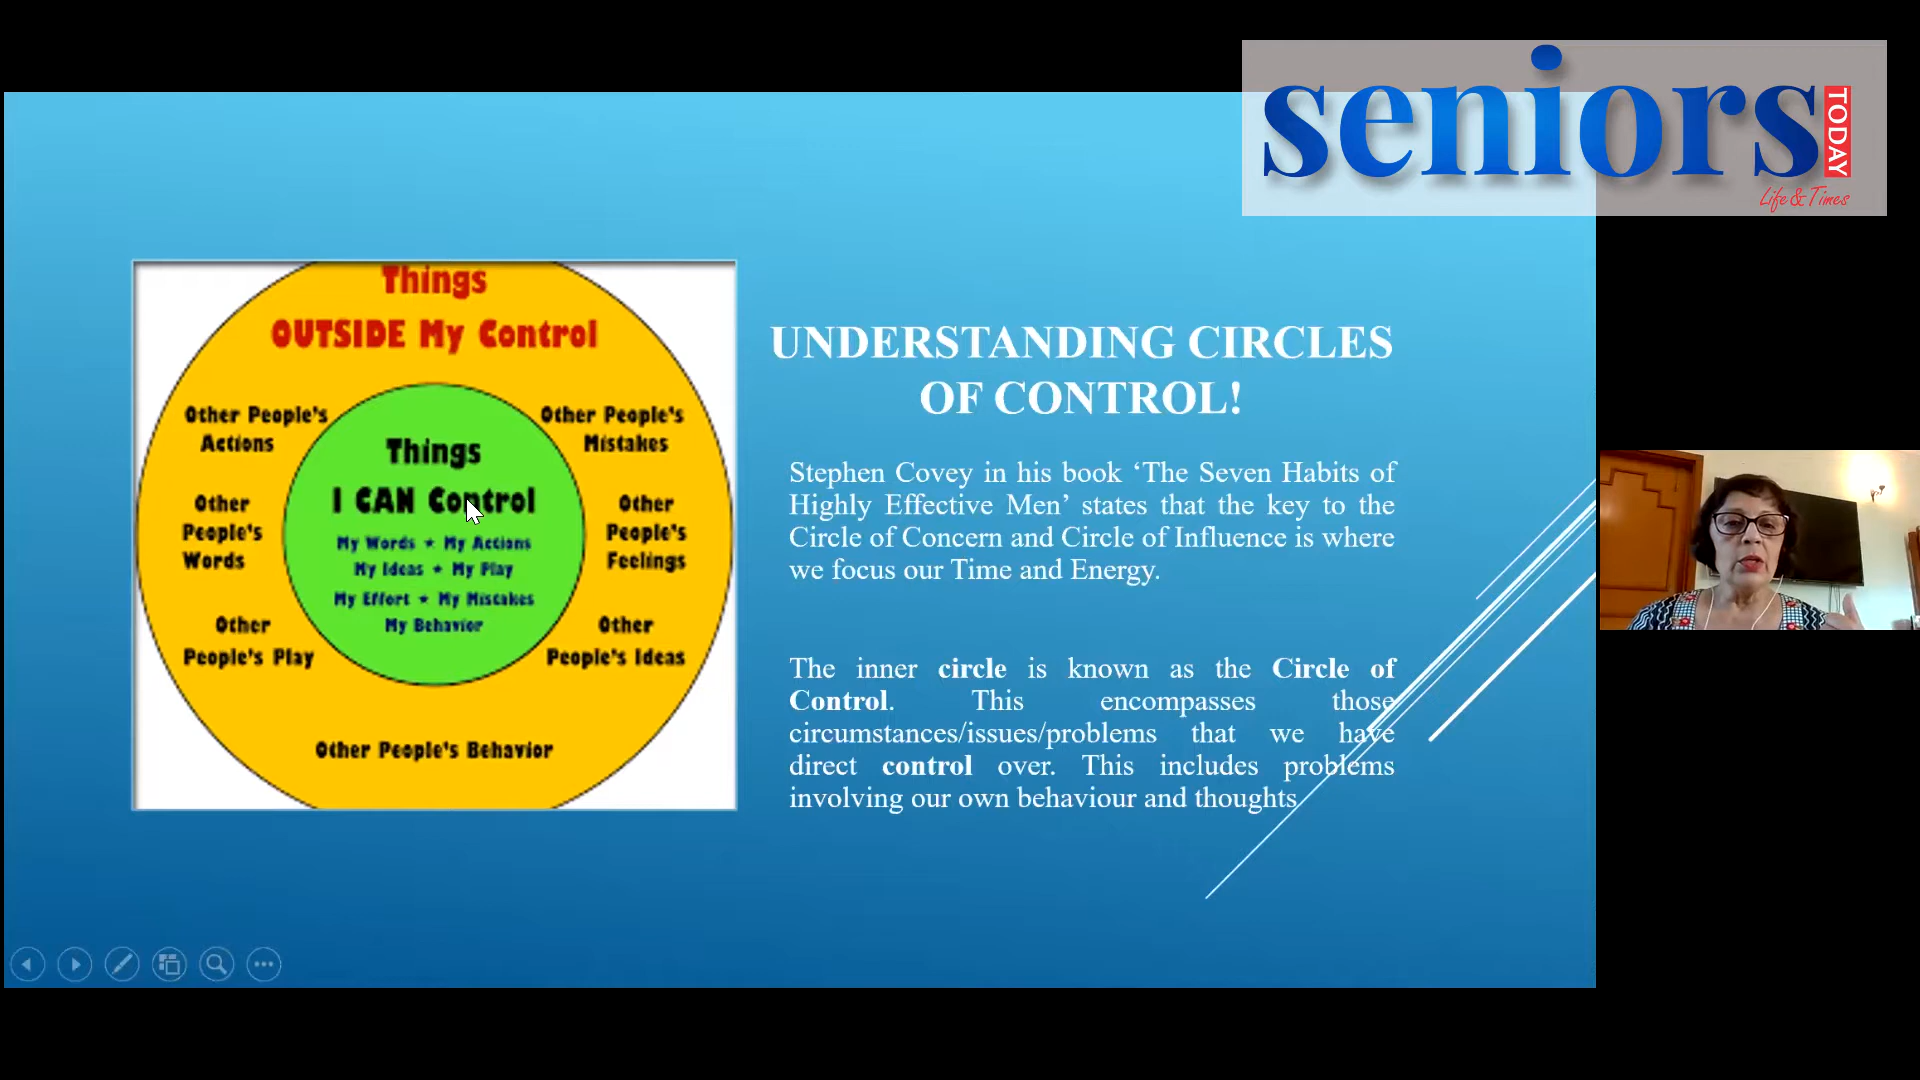 seniors
TODAY
Life & Times
Things
OUTSIDE My Control
Other People's
Actions
Other People's
Mistakes
Other
People's
Words
Other
People's
Feelings
Other
People's Play
Other
People's Ideas
Other People's Behavior
Things
I CAN Control
My Words ★ My Actions
My Ideas ★ My Play
My Effort ★ My Mistakes
My Behavior
UNDERSTANDING CIRCLES
OF CONTROL!
Stephen Covey in his book ‘The Seven Habits of
Highly Effective Men’ states that the key to the
Circle of Concern and Circle of Influence is where
we focus our Time and Energy.
The inner circle is known as the Circle of
Control. This encompasses those
circumstances/issues/problems that we have
direct control over. This includes problems
involving our own behaviour and thoughts